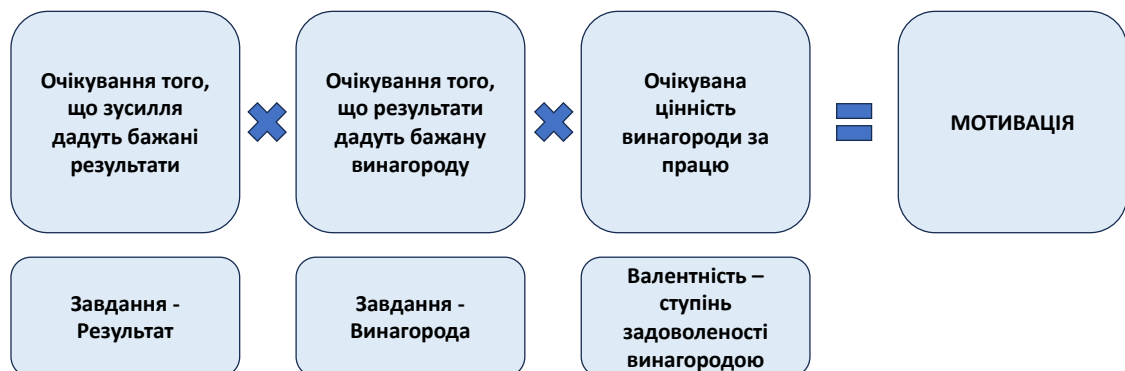 Очікування того,
що зусилля
дадуть бажані
результати
Очікування того,
що результати
дадуть бажану
винагороду
Очікувана
цінність
винагороди за
працю
МОТИВАЦІЯ
Завдання -
Результат
Завдання -
Винагорода
Валентність –
ступінь
задоволеності
винагородою